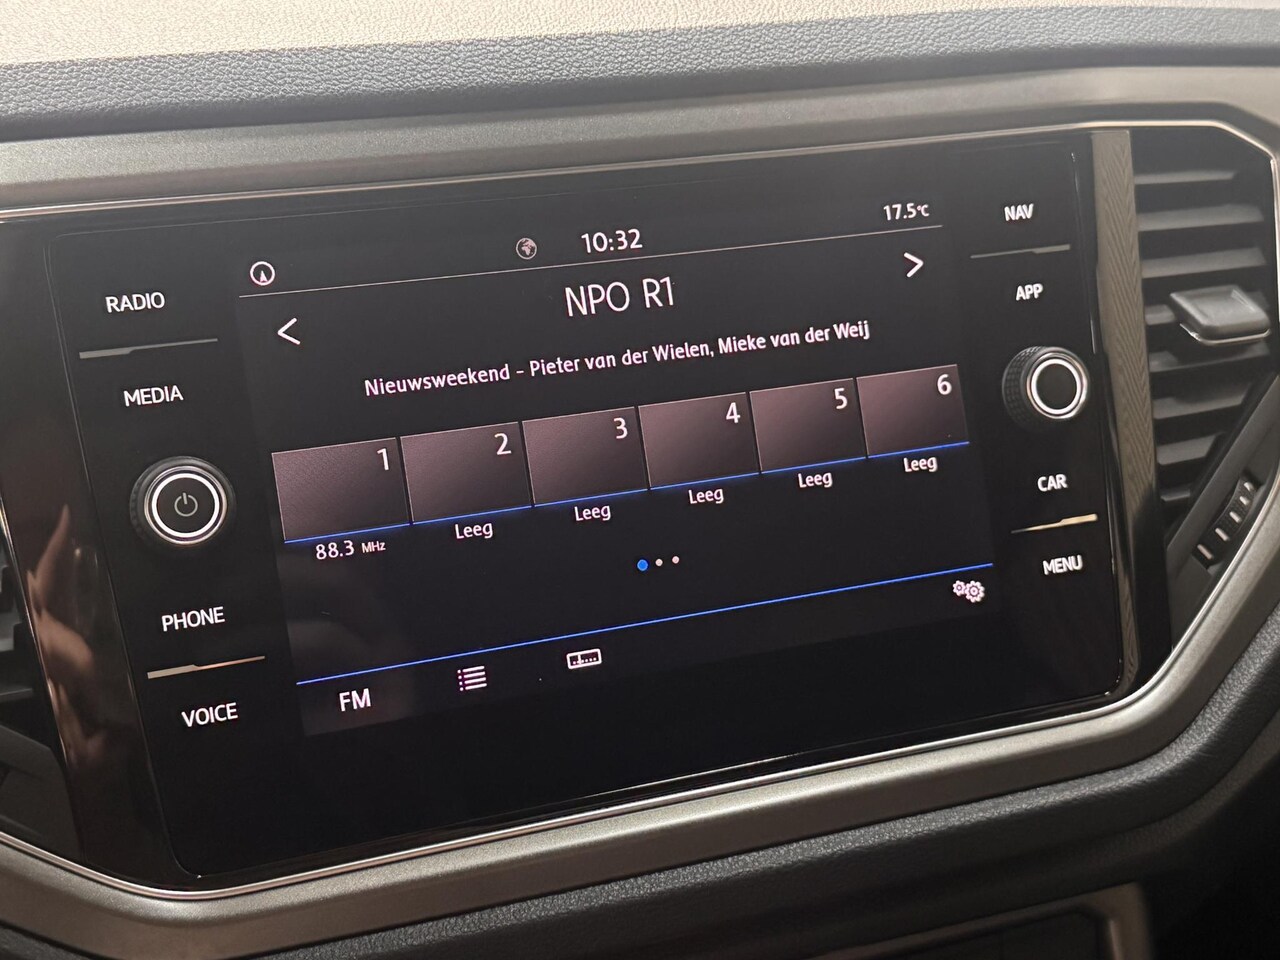 10:32
17.5°C
NPO R1
Nieuwsweekend - Pieter van der Wielen, Mieke van der Weij
1
2
3
4
5
6
88.3 MHz
Leeg
Leeg
Leeg
Leeg
Leeg
FM
RADIO
MEDIA
PHONE
VOICE
NAV
APP
CAR
MENU